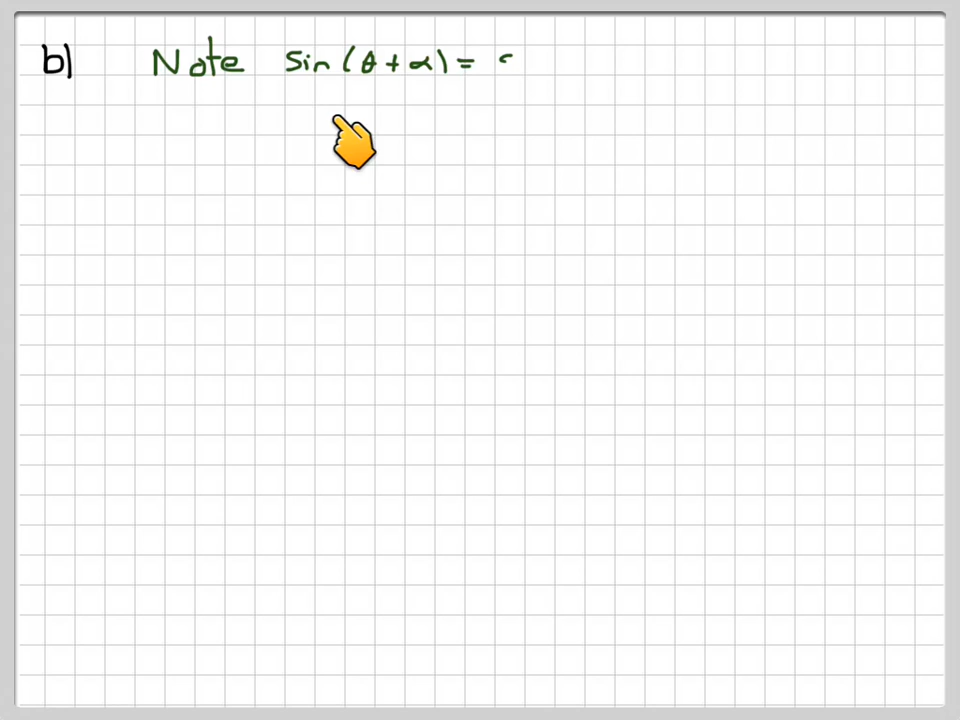 b) Note Sin (θ + α) =